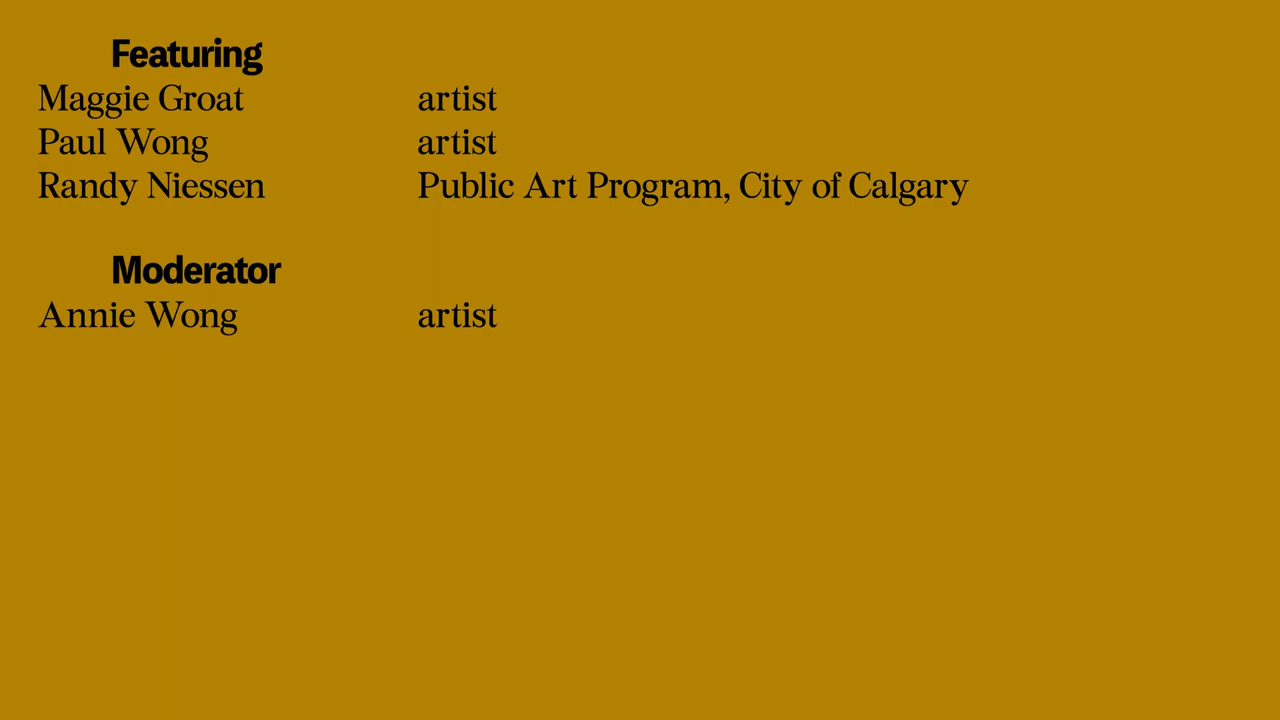 Featuring
Maggie Groat artist
Paul Wong artist
Randy Niessen Public Art Program, City of Calgary
Moderator
Annie Wong artist